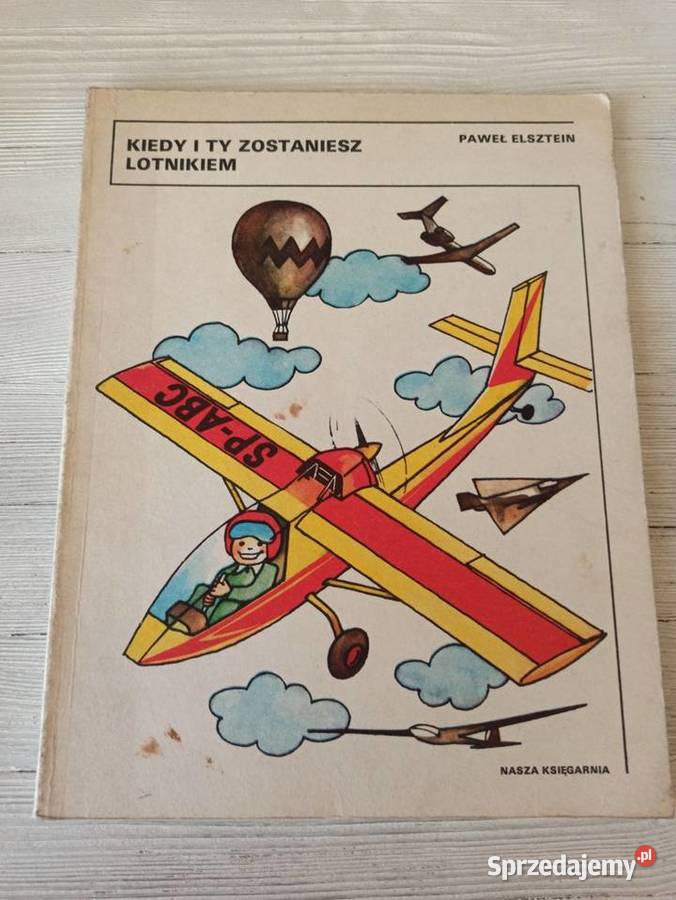 KIEDY I TY ZOSTANIESZ
LOTNIKIEM
PAWEŁ ELSZTEIN
SP-ABC
NASZA KSIĘGARNIA
Sprzedajemy.pl